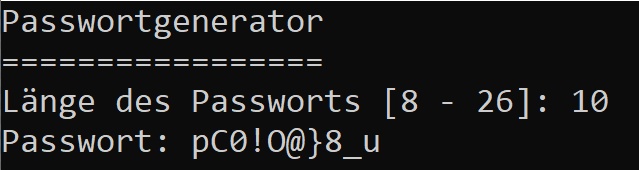 Passwortgenerator
=================
Länge des Passworts [8 - 26]: 10
Passwort: pC0!O@}8_u